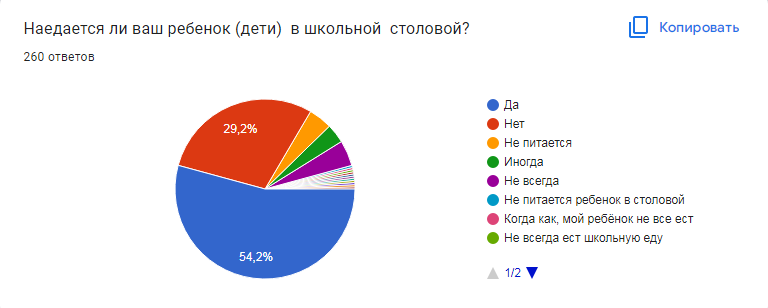 Наедается ли ваш ребенок (дети)  в школьной  столовой?
Копировать
260 ответов
29,2%
54,2%
Да
Нет
Не питается
Иногда
Не всегда
Не питается ребенок в столовой
Когда как, мой ребёнок не все ест
Не всегда ест школьную еду
1/2